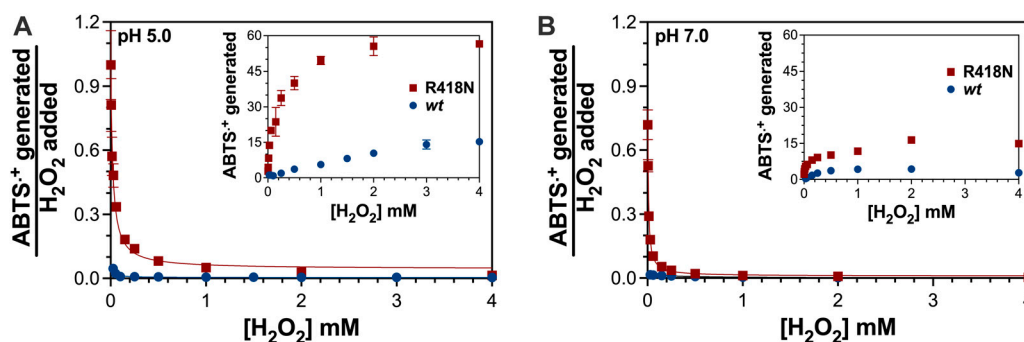 A
pH 5.0
ABTS·+ generated
H2O2 added
1.2
0.9
0.6
0.3
0.0
0
1
2
3
4
[H2O2] mM
ABTS·+ generated
60
45
30
15
0
0
1
2
3
4
[H2O2] mM
R418N
wt
B
pH 7.0
ABTS·+ generated
H2O2 added
1.2
0.9
0.6
0.3
0.0
0
1
2
3
4
[H2O2] mM
ABTS·+ generated
60
45
30
15
0
0
1
2
3
4
[H2O2] mM
R418N
wt